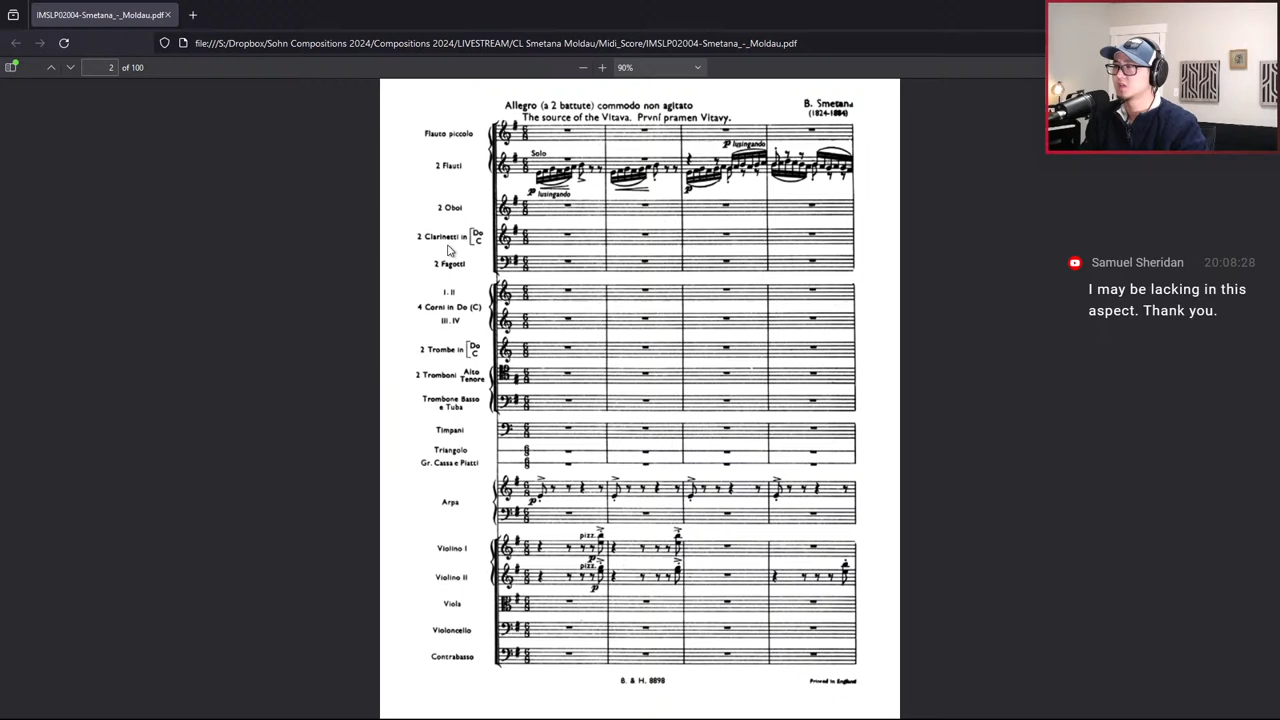 IMSLP02004-Smetana_-_Moldau.pdf
file:///S:/Dropbox/Sohn Compositions 2024/Compositions 2024/LIVESTREAM/CL Smetana Moldau/Midi_Score/IMSLP02004-Smetana_-_Moldau.pdf
2 of 100
90%
Allegro (a 2 battute) commodo non agitato
B. Smetana
(1824-1884)
The source of the Vltava. První pramen Vltavy.
Flauto piccolo
p lusingando
Solo
2 Flauti
p lusingando
p
2 Oboi
2 Clarinetti in Do
C
2 Fagotti
I. II
4 Corni in Do (C)
III. IV
2 Trombe in Do
C
2 Tromboni Alto
Tenore
Trombone Basso
e Tuba
Timpani
Triangolo
Gr. Cassa e Piatti
Arpa
p
pizz.
Violino I
p
pizz.
Violino II
p
Viola
Violoncello
Contrabasso
B. & H. 8898
Printed in England
Samuel Sheridan 20:08:28
I may be lacking in this
aspect. Thank you.